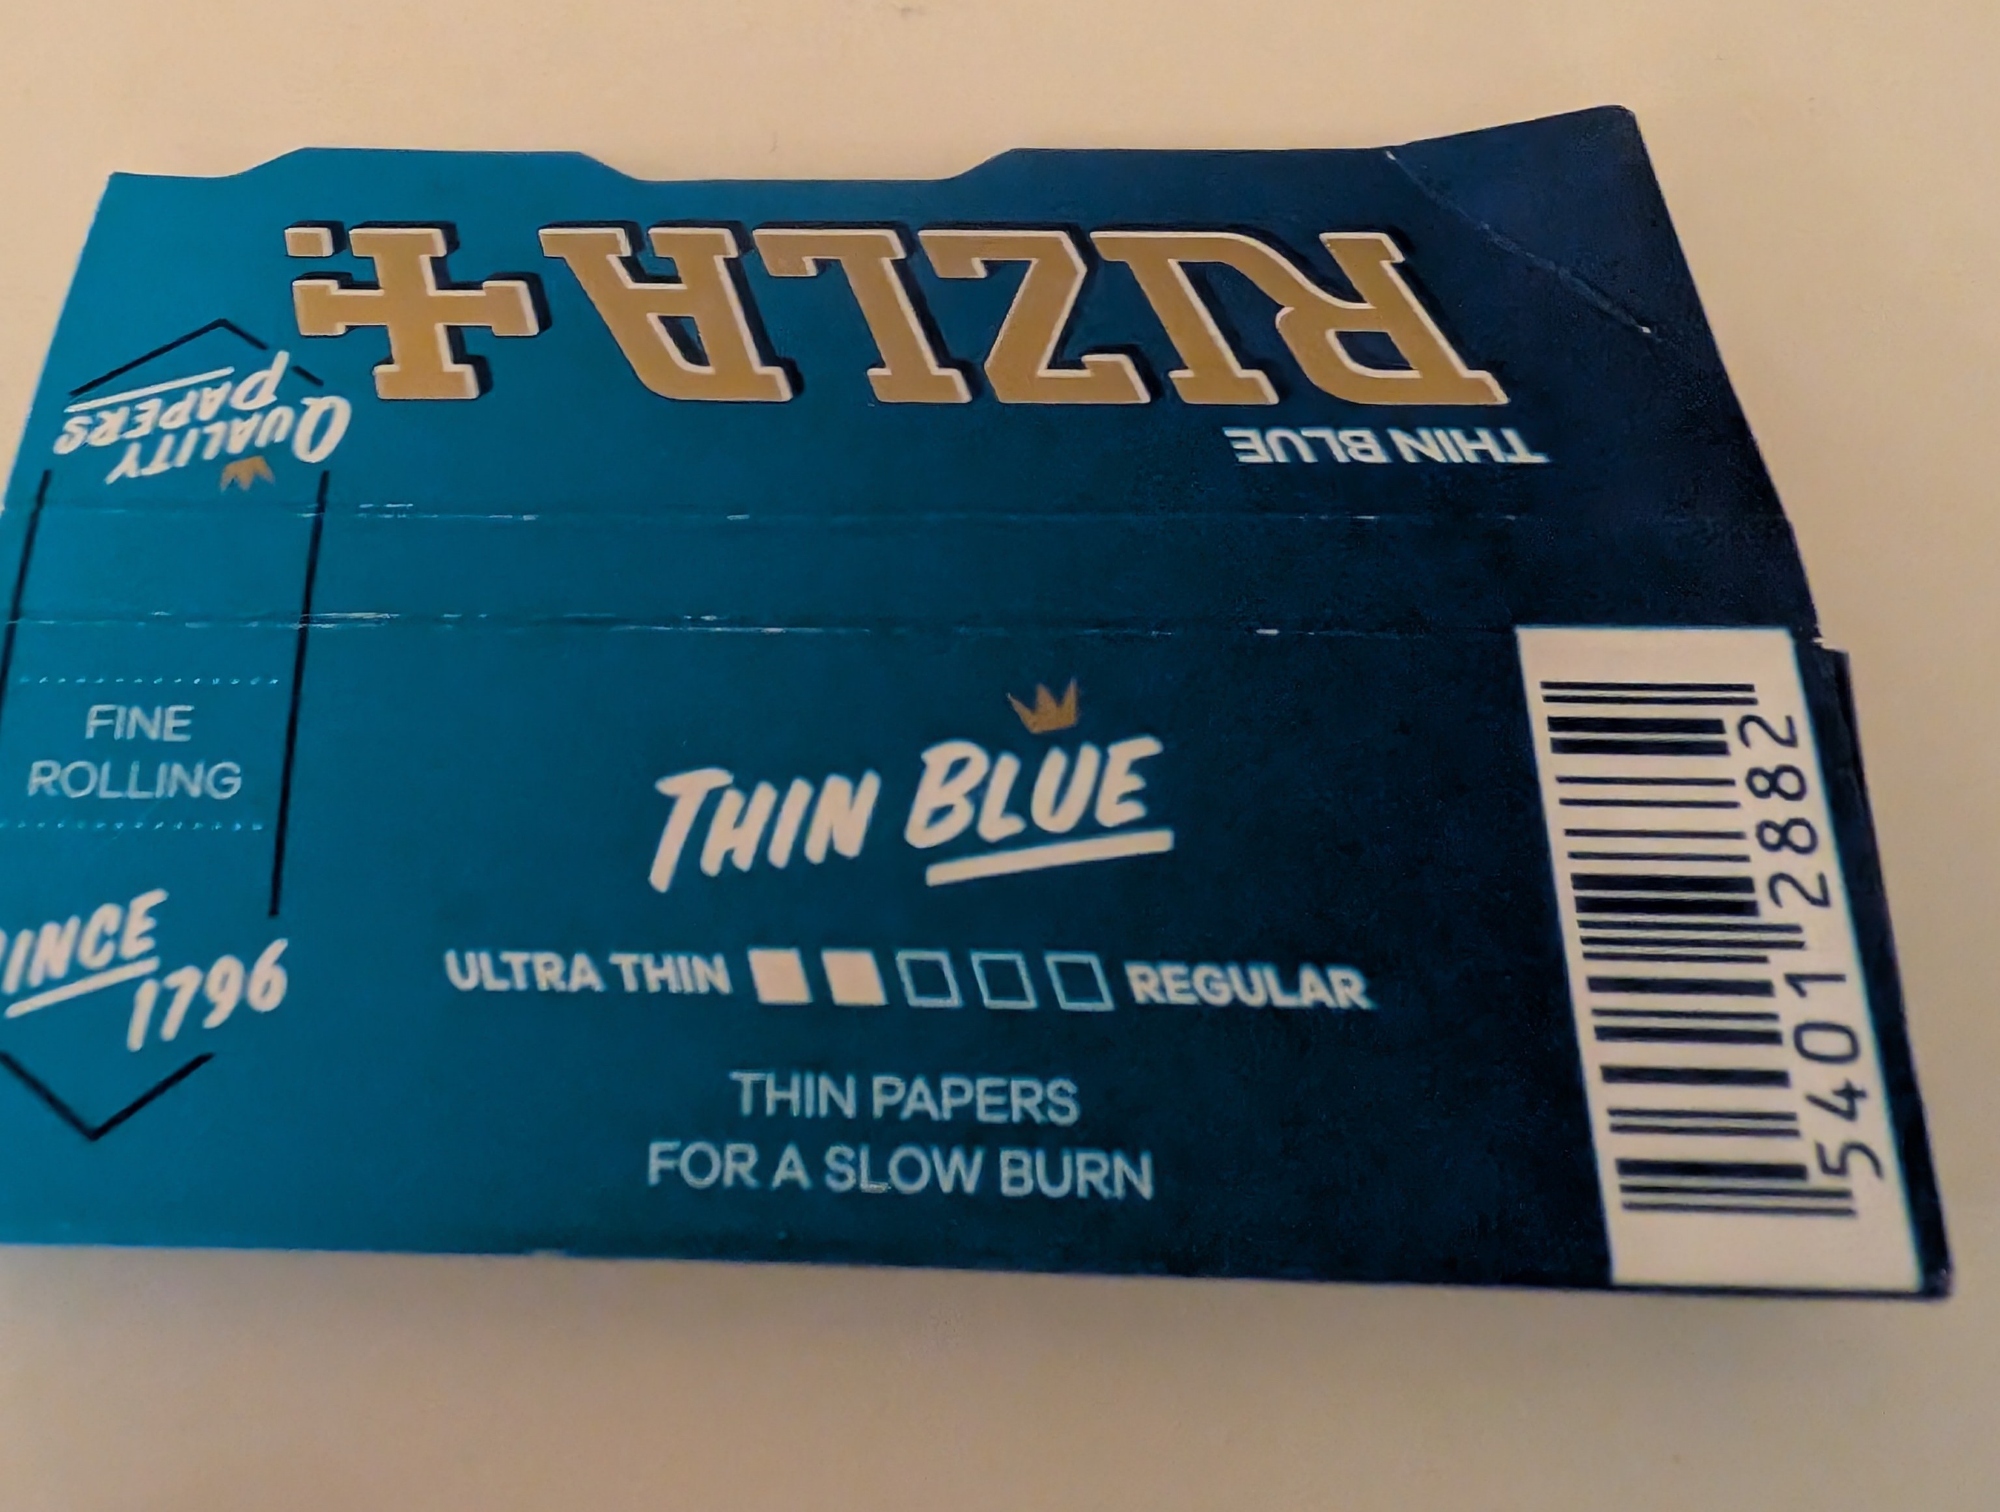 RIZLA+
THIN BLUE
QUALITY
PAPERS
FINE
ROLLING
INCE
1796
THIN BLUE
ULTRA THIN
REGULAR
THIN PAPERS
FOR A SLOW BURN
5401 2882